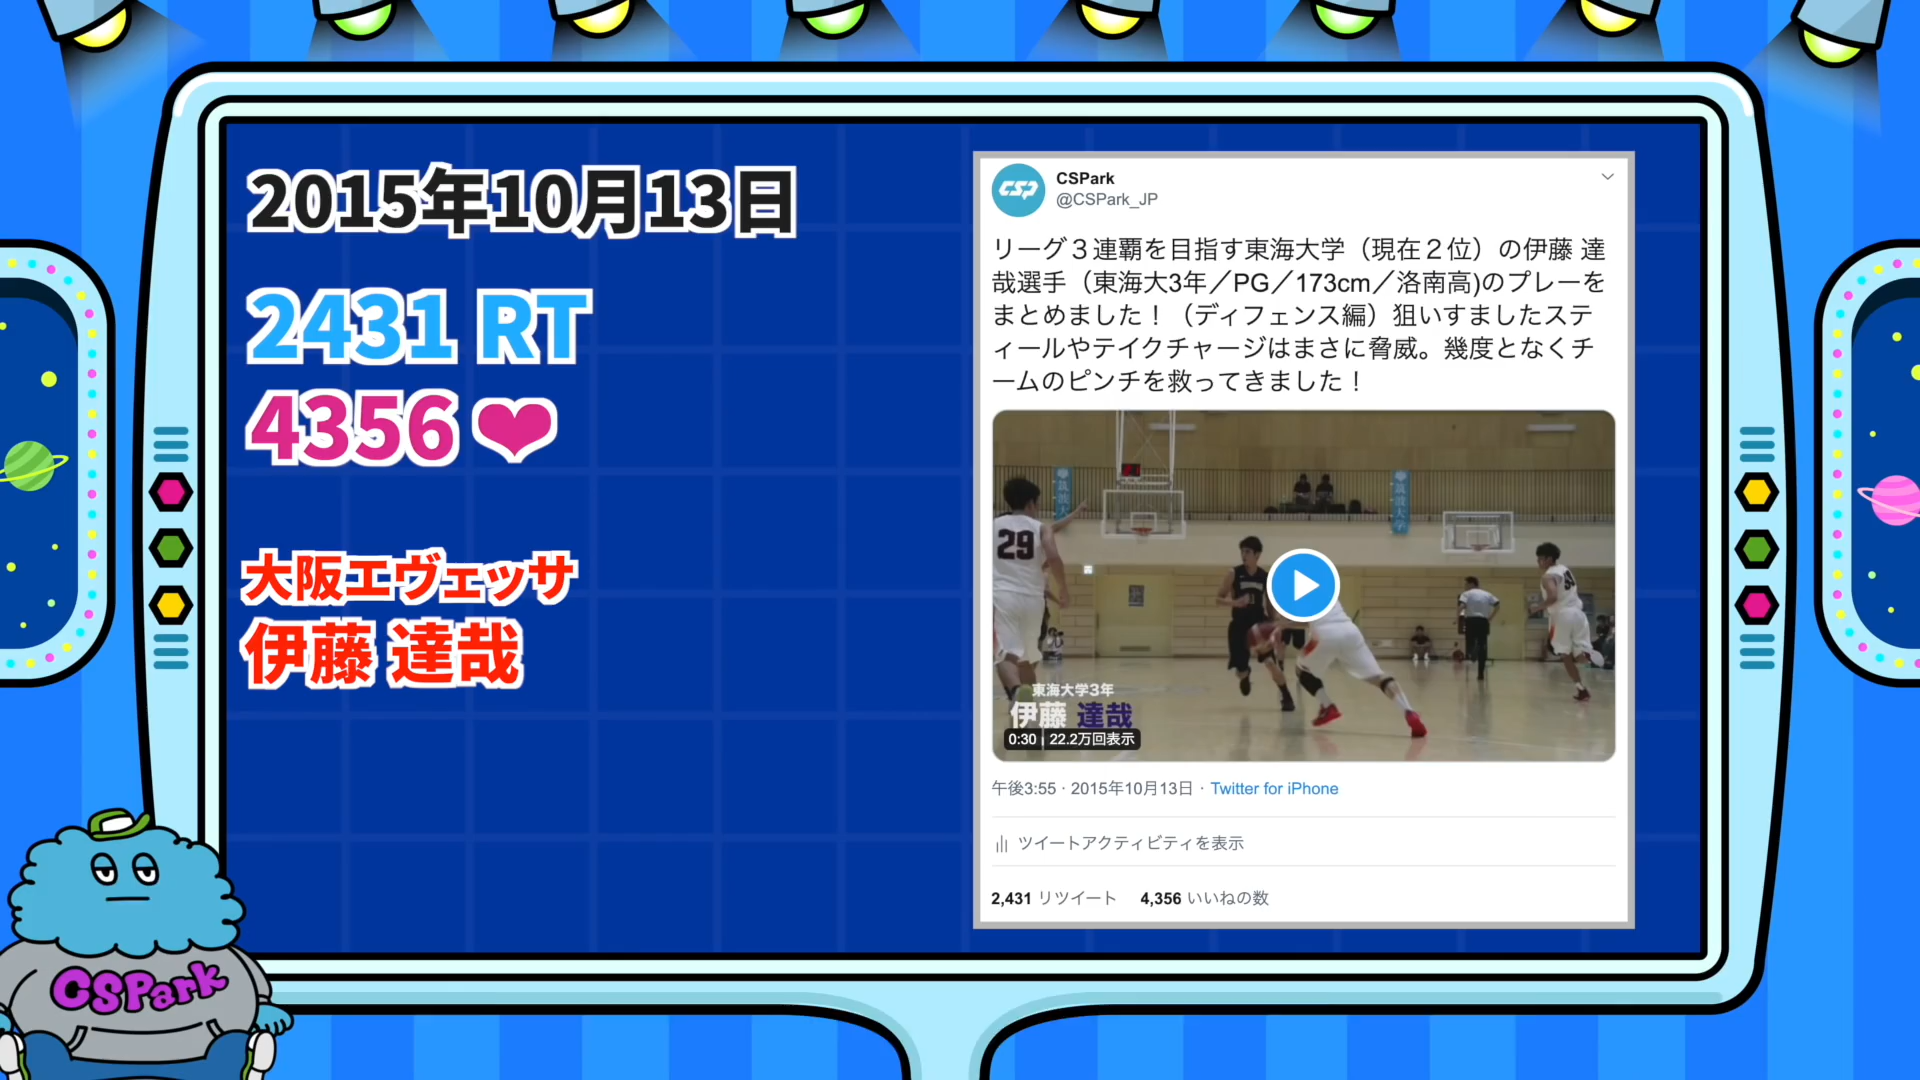 2015年10月13日
2431 RT
4356 ❤
大阪エヴェッサ
伊藤 達哉
CSP
CSPark
@CSPark_JP
リーグ３連覇を目指す東海大学（現在２位）の伊藤 達
哉選手（東海大3年／PG／173cm／洛南高)のプレーを
まとめました！（ディフェンス編）狙いすましたステ
ィールやテイクチャージはまさに脅威。幾度となくチ
ームのピンチを救ってきました！
筑波大
筑波大学
29
東海大学3年
伊藤 達哉
0:30 22.2万回表示
午後3:55 · 2015年10月13日 · Twitter for iPhone
ツイートアクティビティを表示
2,431 リツイート 4,356 いいねの数
CSPark